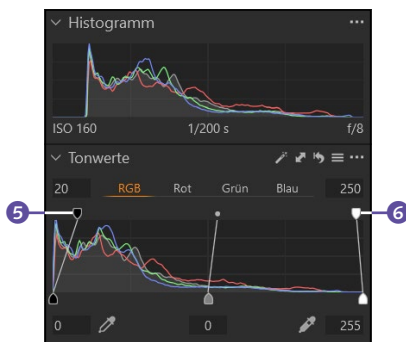 Histogramm
ISO 160 1/200 s f/8
Tonwerte
20 RGB Rot Grün Blau 250
5 6
0 0 255